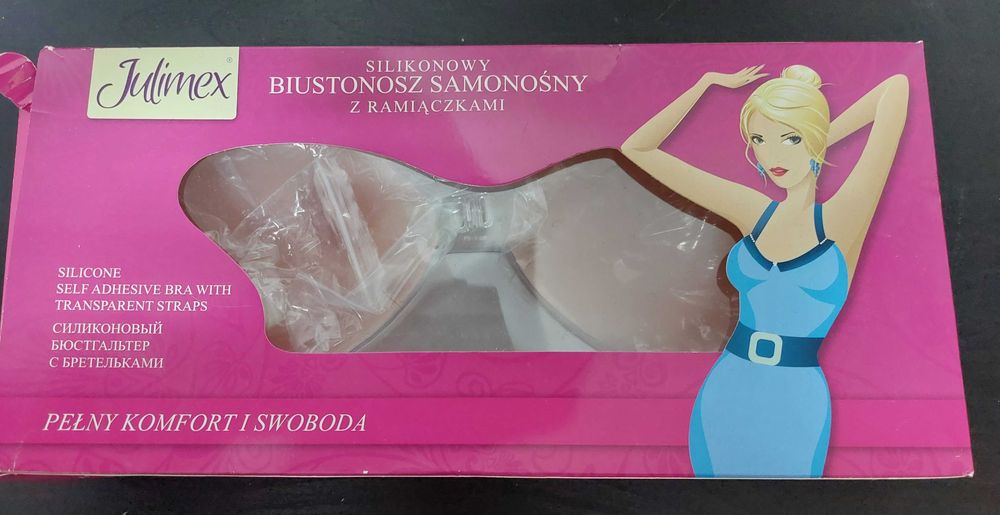 Julimex®
SILIKONOWY
BIUSTONOSZ SAMONOŚNY
Z RAMIĄCZKAMI
SILICONE
SELF ADHESIVE BRA WITH
TRANSPARENT STRAPS
СИЛИКОНОВЫЙ
БЮСТГАЛЬТЕР
С БРЕТЕЛЬКАМИ
PEŁNY KOMFORT I SWOBODA